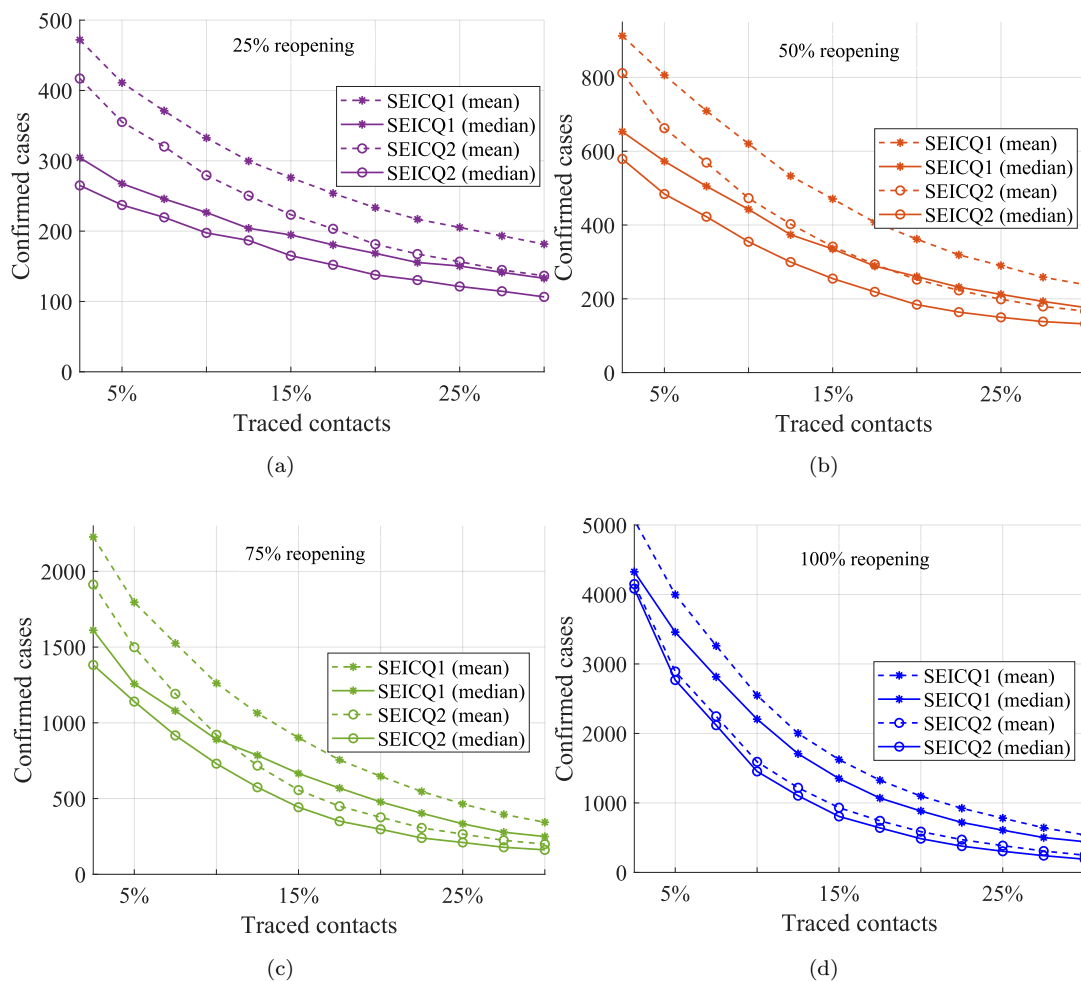 500
400
300
200
100
0
Confirmed cases
25% reopening
SEICQ1 (mean)
SEICQ1 (median)
SEICQ2 (mean)
SEICQ2 (median)
5%
15%
25%
Traced contacts
(a)
800
600
400
200
0
Confirmed cases
50% reopening
SEICQ1 (mean)
SEICQ1 (median)
SEICQ2 (mean)
SEICQ2 (median)
5%
15%
25%
Traced contacts
(b)
2000
1500
1000
500
0
Confirmed cases
75% reopening
SEICQ1 (mean)
SEICQ1 (median)
SEICQ2 (mean)
SEICQ2 (median)
5%
15%
25%
Traced contacts
(c)
5000
4000
3000
2000
1000
0
Confirmed cases
100% reopening
SEICQ1 (mean)
SEICQ1 (median)
SEICQ2 (mean)
SEICQ2 (median)
5%
15%
25%
Traced contacts
(d)